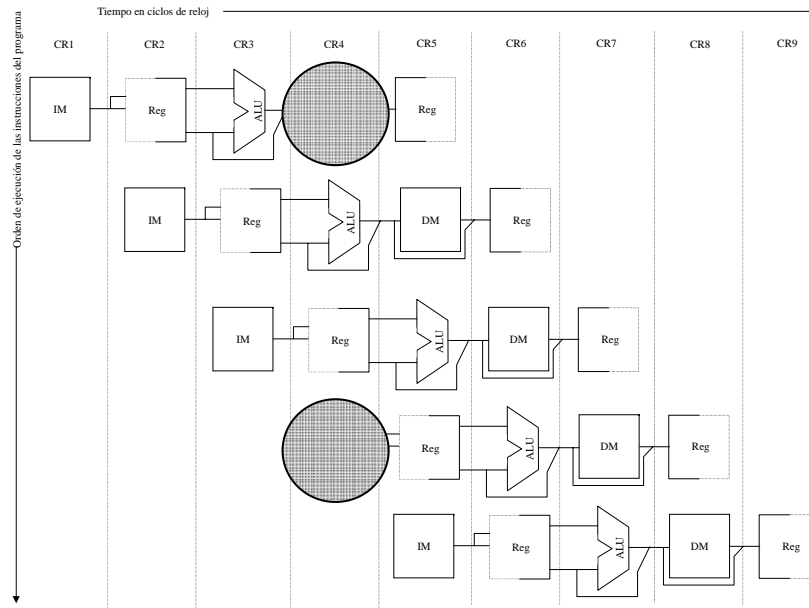 Tiempo en ciclos de reloj
Orden de ejecución de las instrucciones del programa
CR1 CR2 CR3 CR4 CR5 CR6 CR7 CR8 CR9
IM Reg ALU Reg
IM Reg ALU DM Reg
IM Reg ALU DM Reg
Reg ALU DM Reg
IM Reg ALU DM Reg